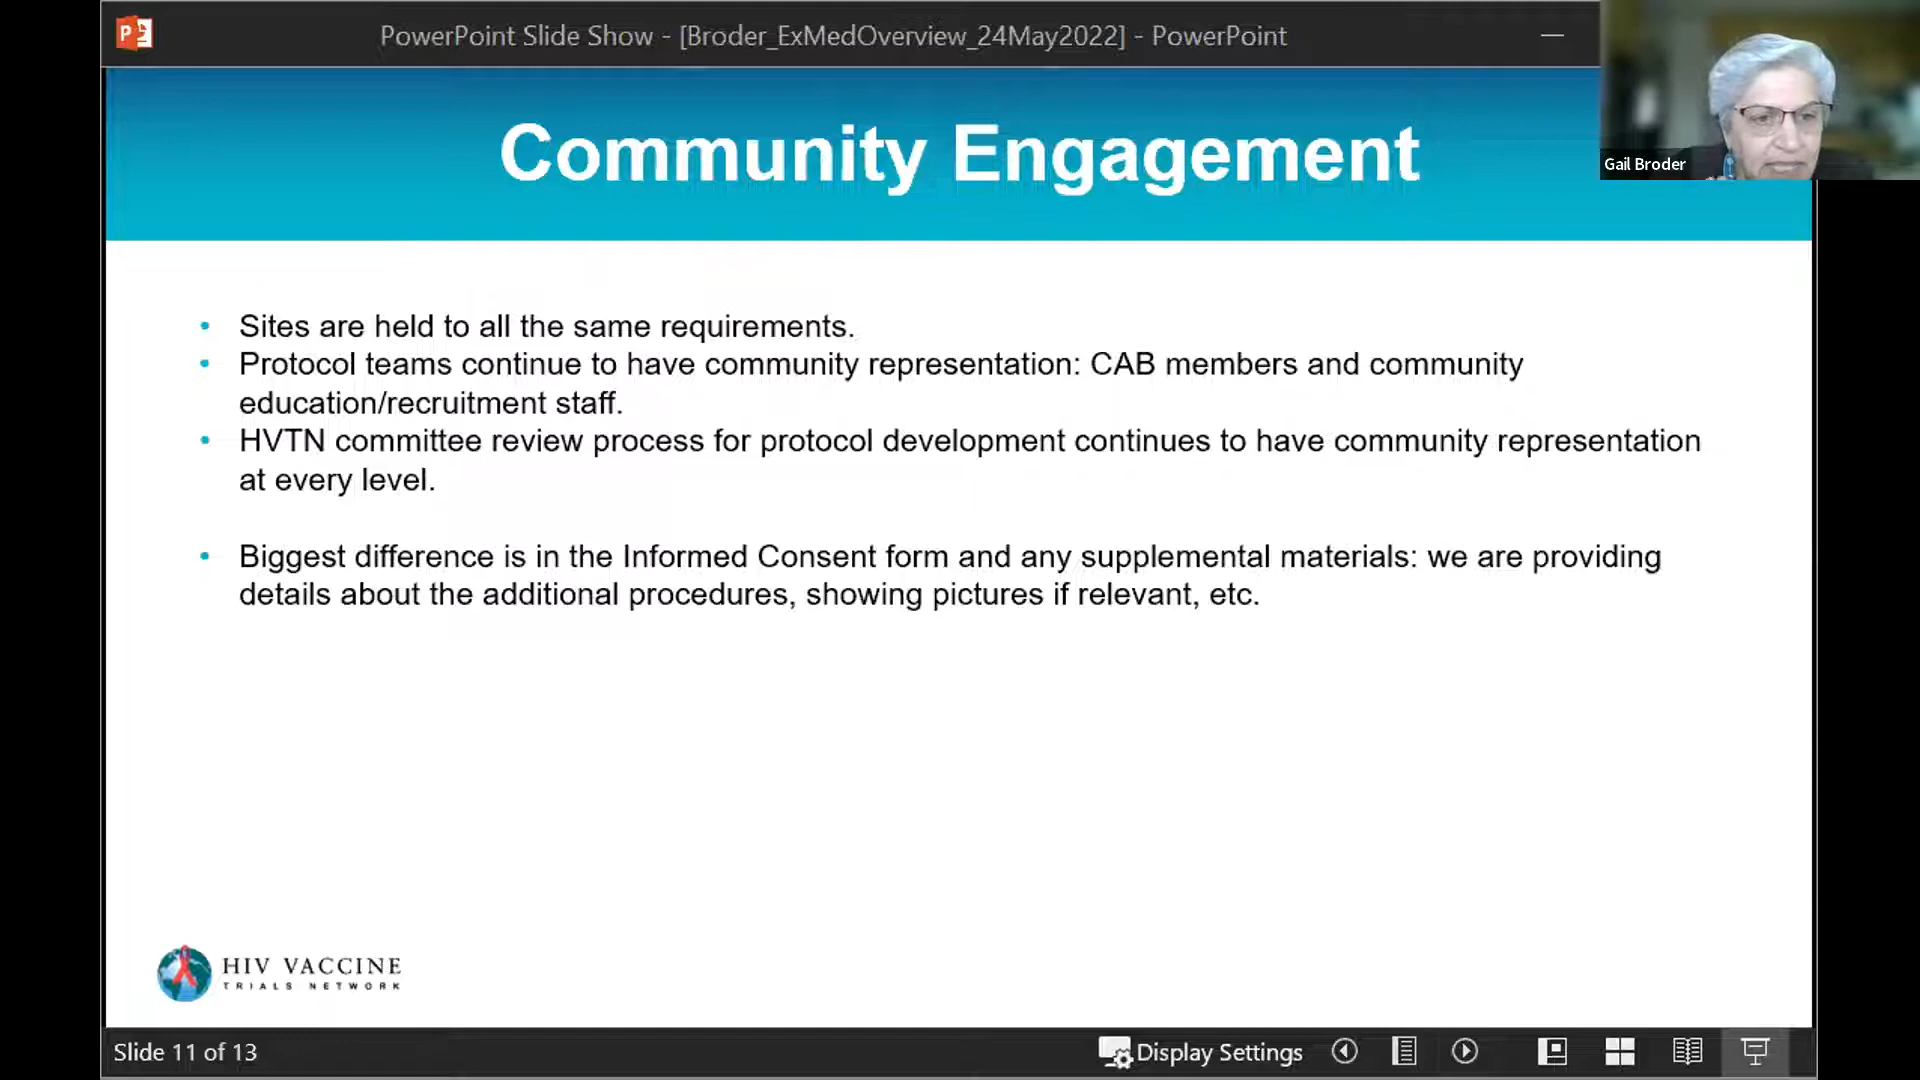 PowerPoint Slide Show - [Broder_ExMedOverview_24May2022] - PowerPoint
Gail Broder
Community Engagement
• Sites are held to all the same requirements.
• Protocol teams continue to have community representation: CAB members and community
education/recruitment staff.
• HVTN committee review process for protocol development continues to have community representation
at every level.
• Biggest difference is in the Informed Consent form and any supplemental materials: we are providing
details about the additional procedures, showing pictures if relevant, etc.
HIV VACCINE
TRIALS NETWORK
Slide 11 of 13
Display Settings